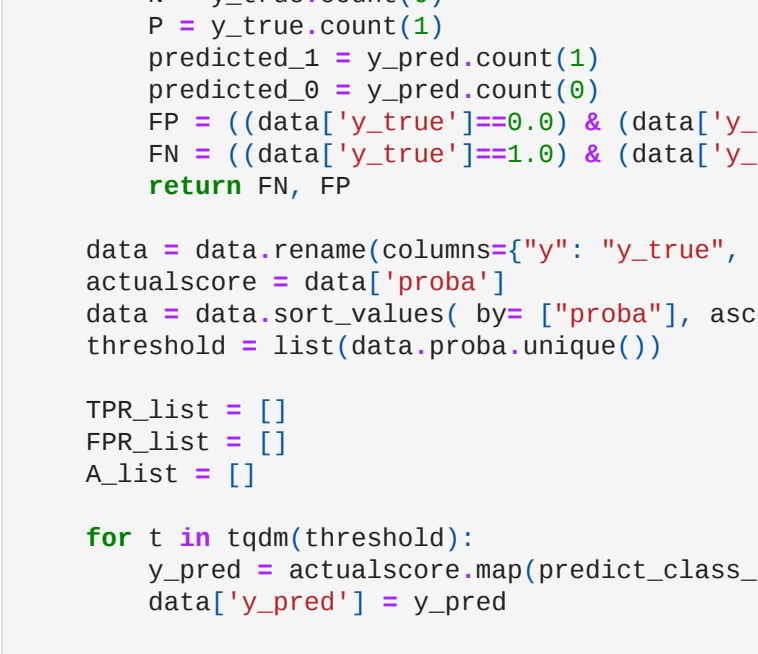 P = y_true.count(1)
predicted_1 = y_pred.count(1)
predicted_0 = y_pred.count(0)
FP = ((data['y_true']==0.0) & (data['y_
FN = ((data['y_true']==1.0) & (data['y_
return FN, FP
data = data.rename(columns={"y": "y_true",
actualscore = data['proba']
data = data.sort_values( by= ["proba"], asc
threshold = list(data.proba.unique())
TPR_list = []
FPR_list = []
A_list = []
for t in tqdm(threshold):
y_pred = actualscore.map(predict_class_
data['y_pred'] = y_pred